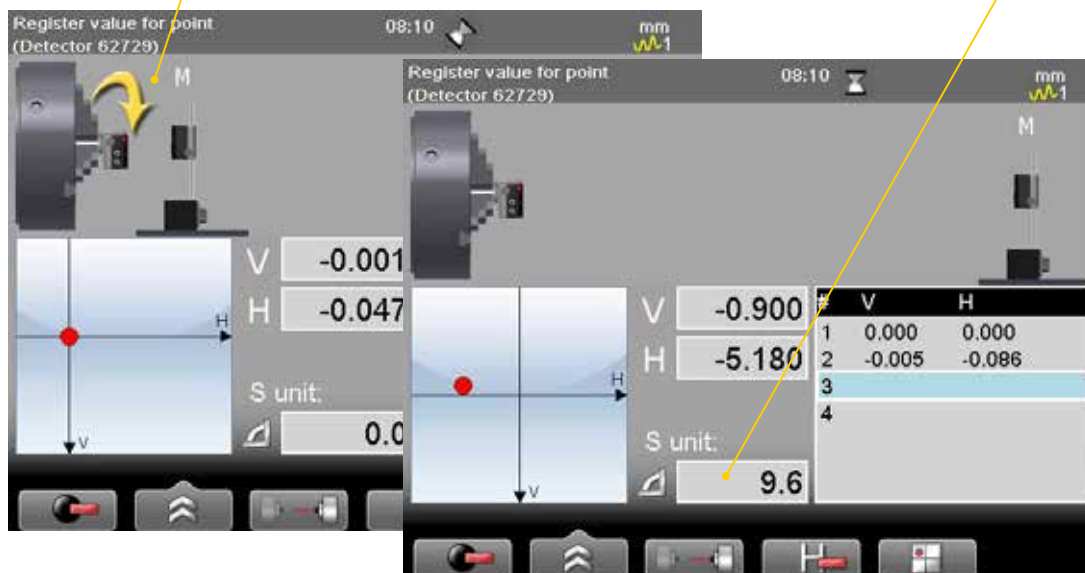 Register value for point
(Detector 62729)
08:10
mm
1
M
V
-0.001
H
-0.047
H
V
S unit:
0.0
Register value for point
(Detector 62729)
08:10
mm
1
M
V
-0.900
H
-5.180
H
V
S unit:
9.6
# V H
1 0.000 0.000
2 -0.005 -0.086
3
4
H